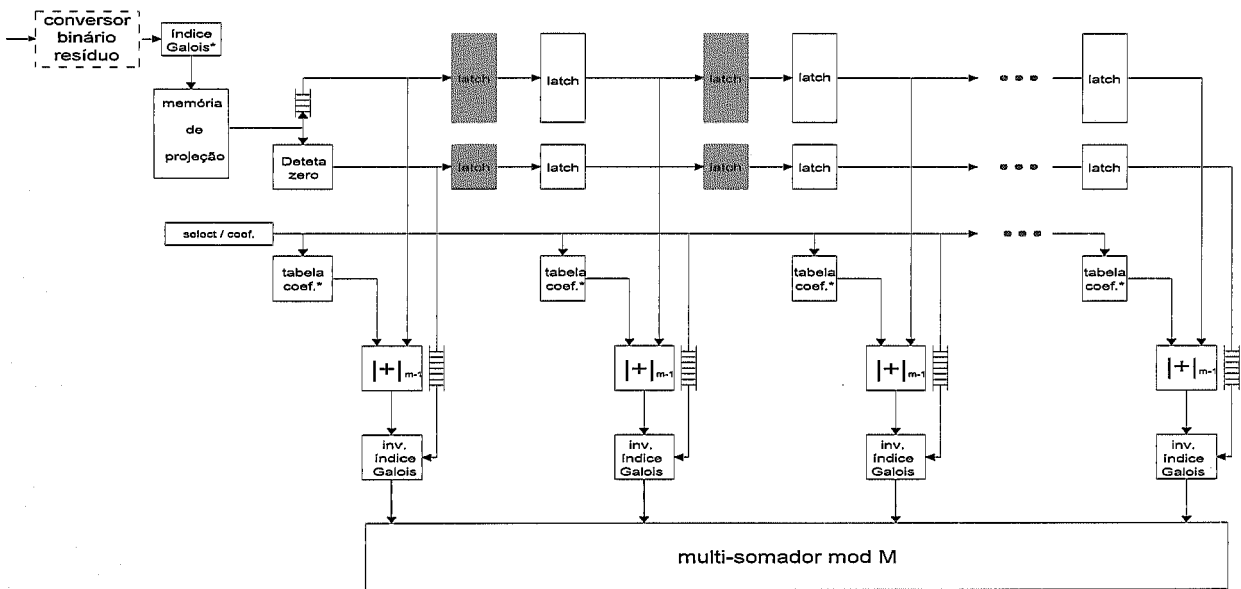 conversor
binário
resíduo
índice
Galois*
memória
de
projeção
Deteta
zero
latch
latch
latch
latch
latch
latch
latch
latch
latch
latch
select / coef.
tabela
coef.*
tabela
coef.*
tabela
coef.*
tabela
coef.*
|+| m-1
|+| m-1
|+| m-1
|+| m-1
inv.
índice
Galois
inv.
índice
Galois
inv.
índice
Galois
inv.
índice
Galois
multi-somador mod M